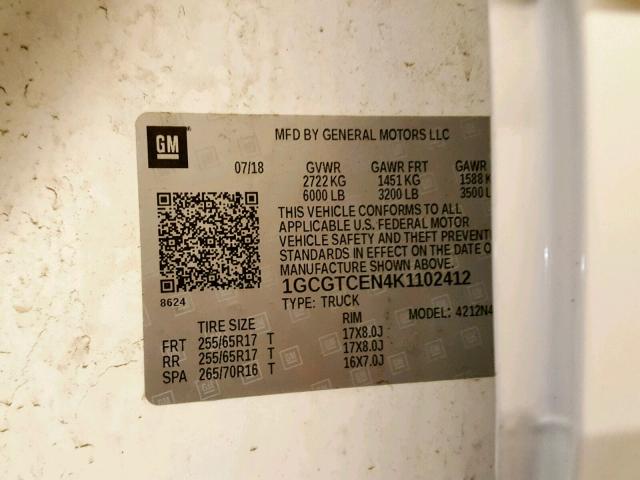 GM
MFD BY GENERAL MOTORS LLC
07/18 GVWR GAWR FRT GAWR
2722 KG 1451 KG 1588 K
6000 LB 3200 LB 3500 L
THIS VEHICLE CONFORMS TO ALL
APPLICABLE U.S. FEDERAL MOTOR
VEHICLE SAFETY AND THEFT PREVENT
STANDARDS IN EFFECT ON THE DATE O
MANUFACTURE SHOWN ABOVE.
8624
1GCGTCEN4K1102412
TYPE: TRUCK MODEL: 4212N4
TIRE SIZE RIM
FRT 255/65R17 T 17X8.0J
RR 255/65R17 T 17X8.0J
SPA 265/70R16 T 16X7.0J